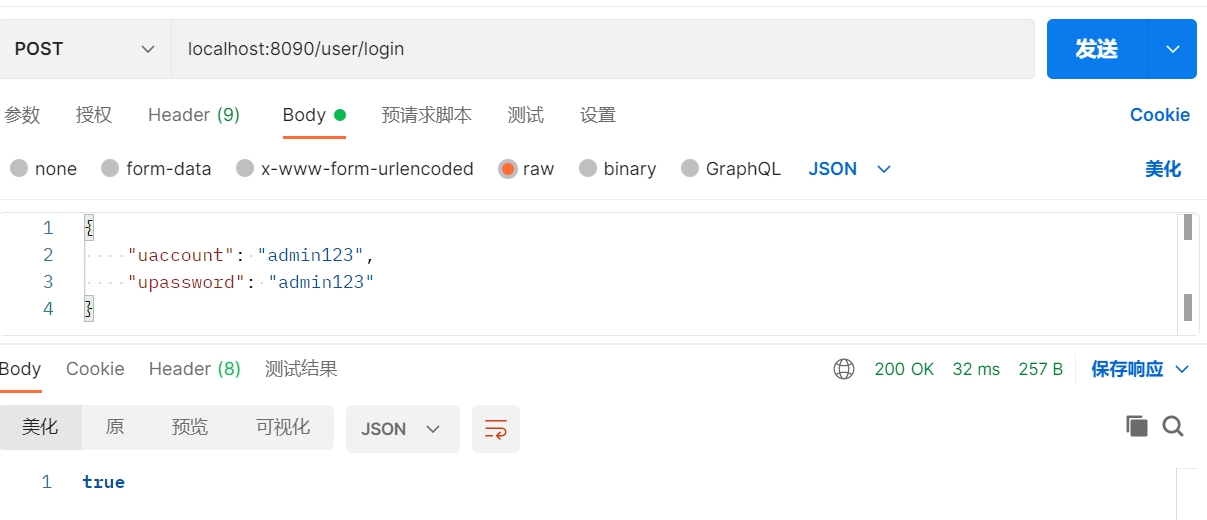 POST localhost:8090/user/login 发送
参数 授权 Header (9) Body 预请求脚本 测试 设置 Cookie
none form-data x-www-form-urlencoded raw binary GraphQL JSON 美化
1 {
2 "uaccount": "admin123",
3 "upassword": "admin123"
4 }
Body Cookie Header (8) 测试结果 200 OK 32 ms 257 B 保存响应
美化 原 预览 可视化 JSON
1 true